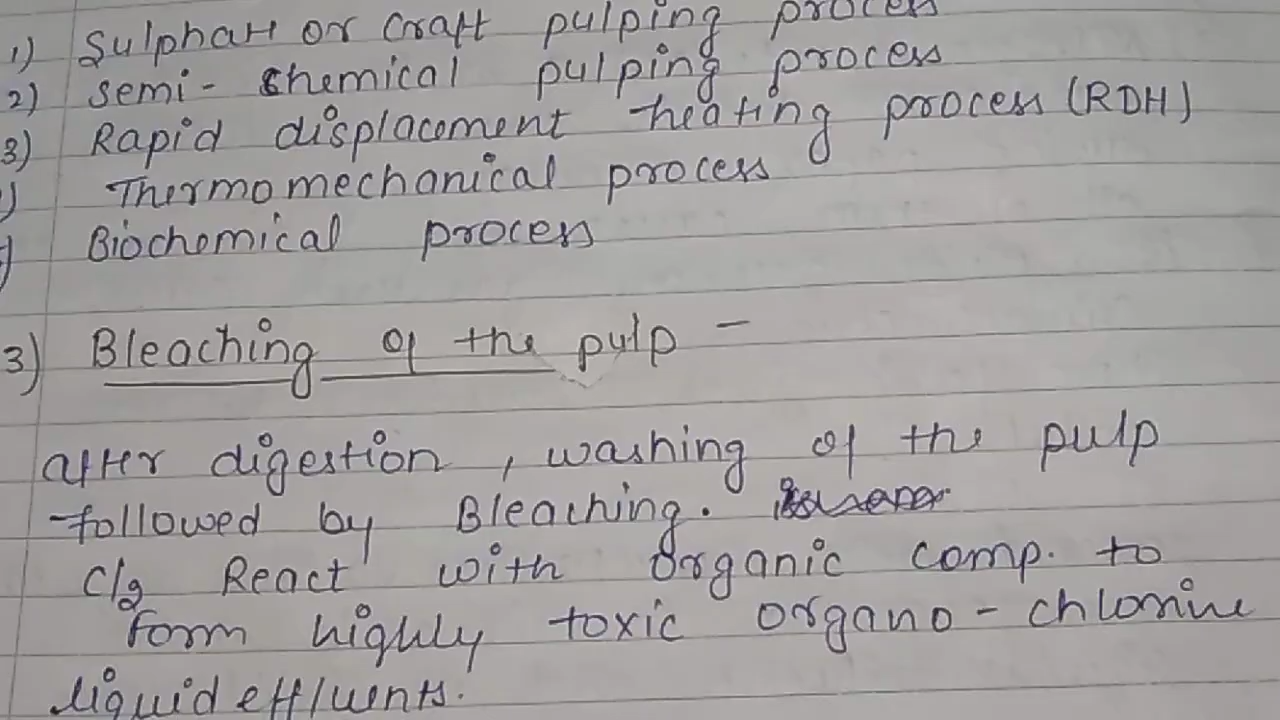 1) Sulphate or Craft pulping process
2) Semi-chemical pulping process
3) Rapid displacement heating process (RDH)
) Thermomechanical process
) Biochemical process
3) Bleaching of the pulp -
after digestion, washing of the pulp
followed by Bleaching.
Cl2 React with organic comp. to
form highly toxic organo-chlorine
liquid effluents.